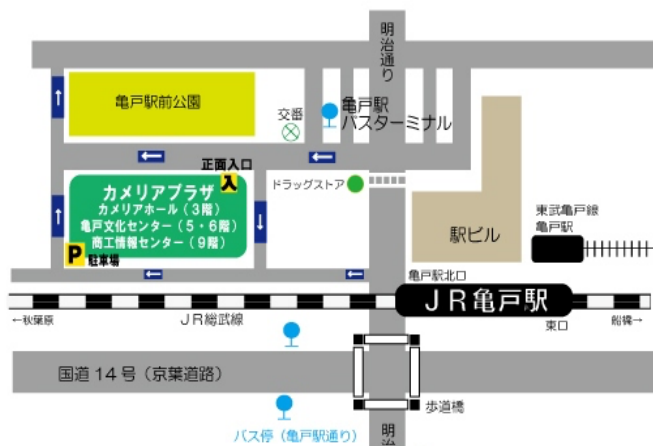 明治通り
亀戸駅前公園
交番
亀戸駅
バスターミナル
正面入口
入
ドラッグストア
カメリアプラザ
カメリアホール（3階）
亀戸文化センター（5・6階）
商工情報センター（9階）
P
駐車場
駅ビル
東武亀戸線
亀戸駅
亀戸駅北口
JR亀戸駅
←秋葉原
JR総武線
東口
船橋→
国道14号（京葉道路）
歩道橋
バス停（亀戸駅通り）
明治